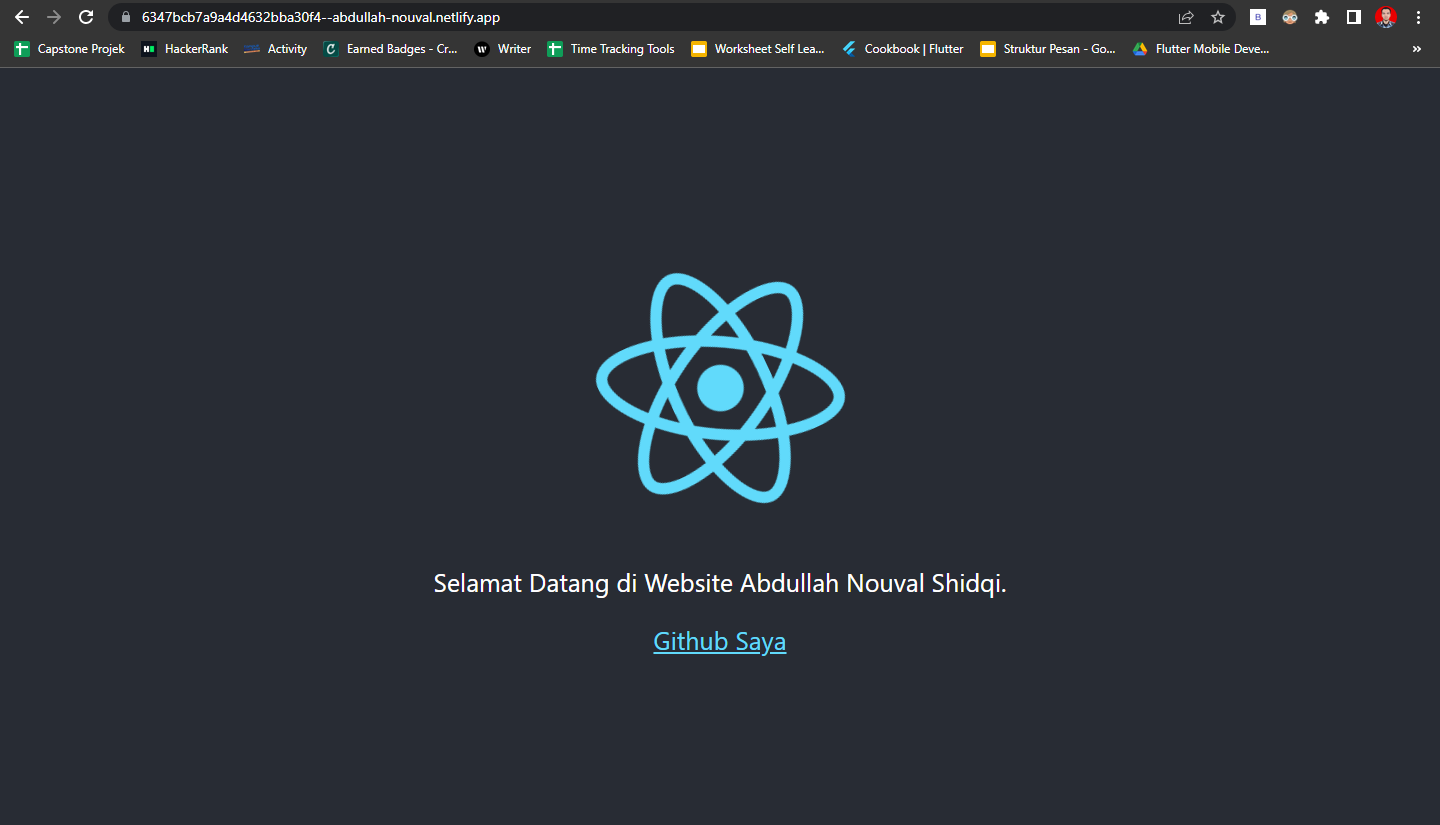 6347bcb7a9a4d4632bba30f4--abdullah-nouval.netlify.app
B
Capstone Projek HackerRank Activity Earned Badges - Cr... Writer Time Tracking Tools Worksheet Self Lea... Cookbook | Flutter Struktur Pesan - Go... Flutter Mobile Deve... »
Selamat Datang di Website Abdullah Nouval Shidqi.
Github Saya